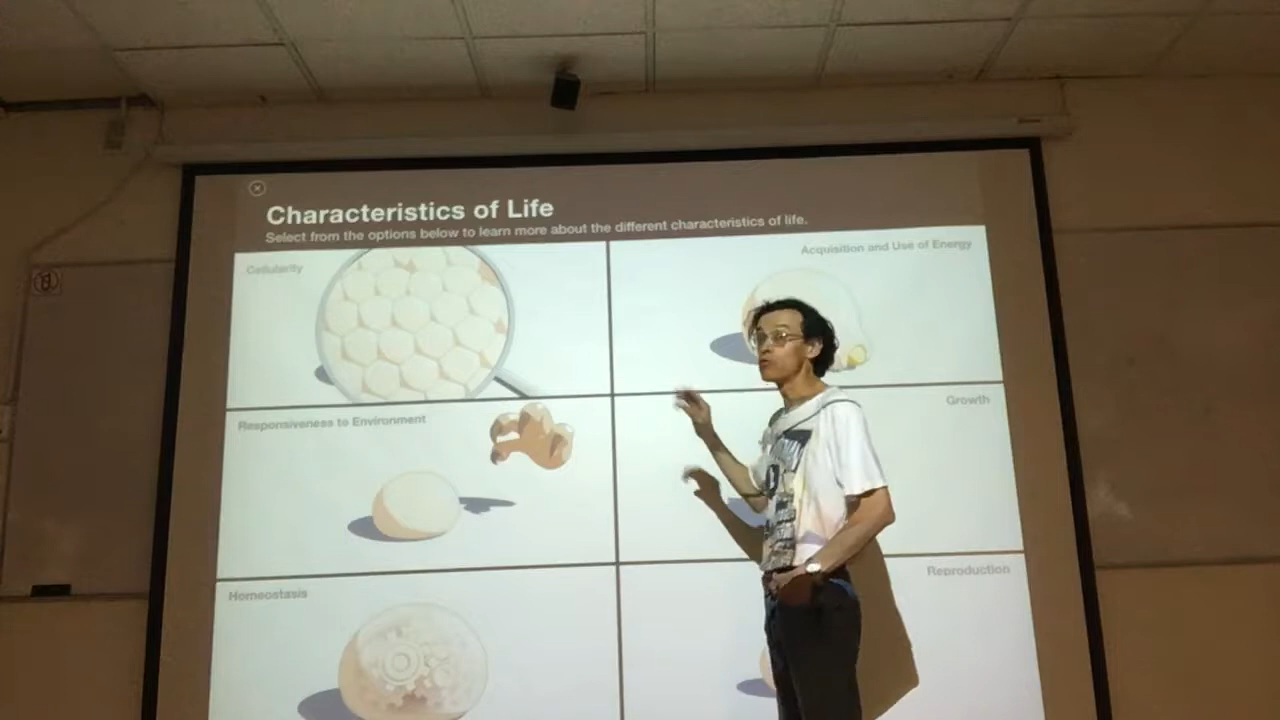 Characteristics of Life
Select from the options below to learn more about the different characteristics of life.
Cellularity
Acquisition and Use of Energy
Responsiveness to Environment
Growth
Homeostasis
Reproduction